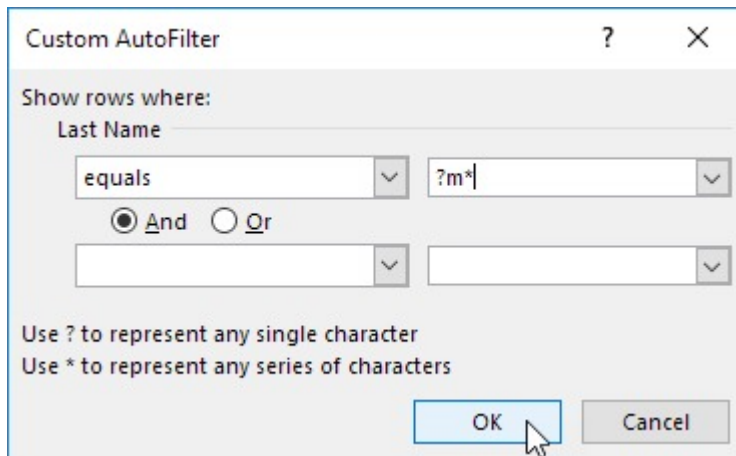 Custom AutoFilter ?
Show rows where:
Last Name
equals ?m*
And Or
Use ? to represent any single character
Use * to represent any series of characters
OK Cancel